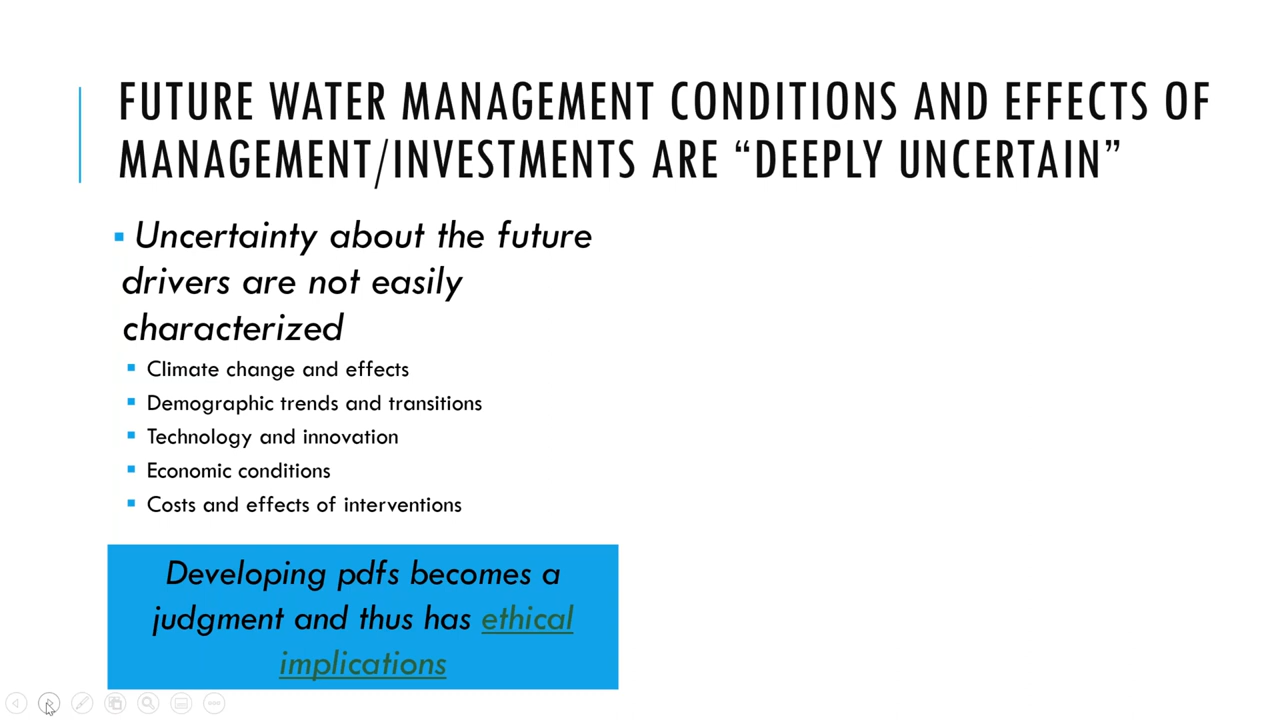 FUTURE WATER MANAGEMENT CONDITIONS AND EFFECTS OF
MANAGEMENT/INVESTMENTS ARE “DEEPLY UNCERTAIN”
Uncertainty about the future
drivers are not easily
characterized
Climate change and effects
Demographic trends and transitions
Technology and innovation
Economic conditions
Costs and effects of interventions
Developing pdfs becomes a
judgment and thus has ethical
implications